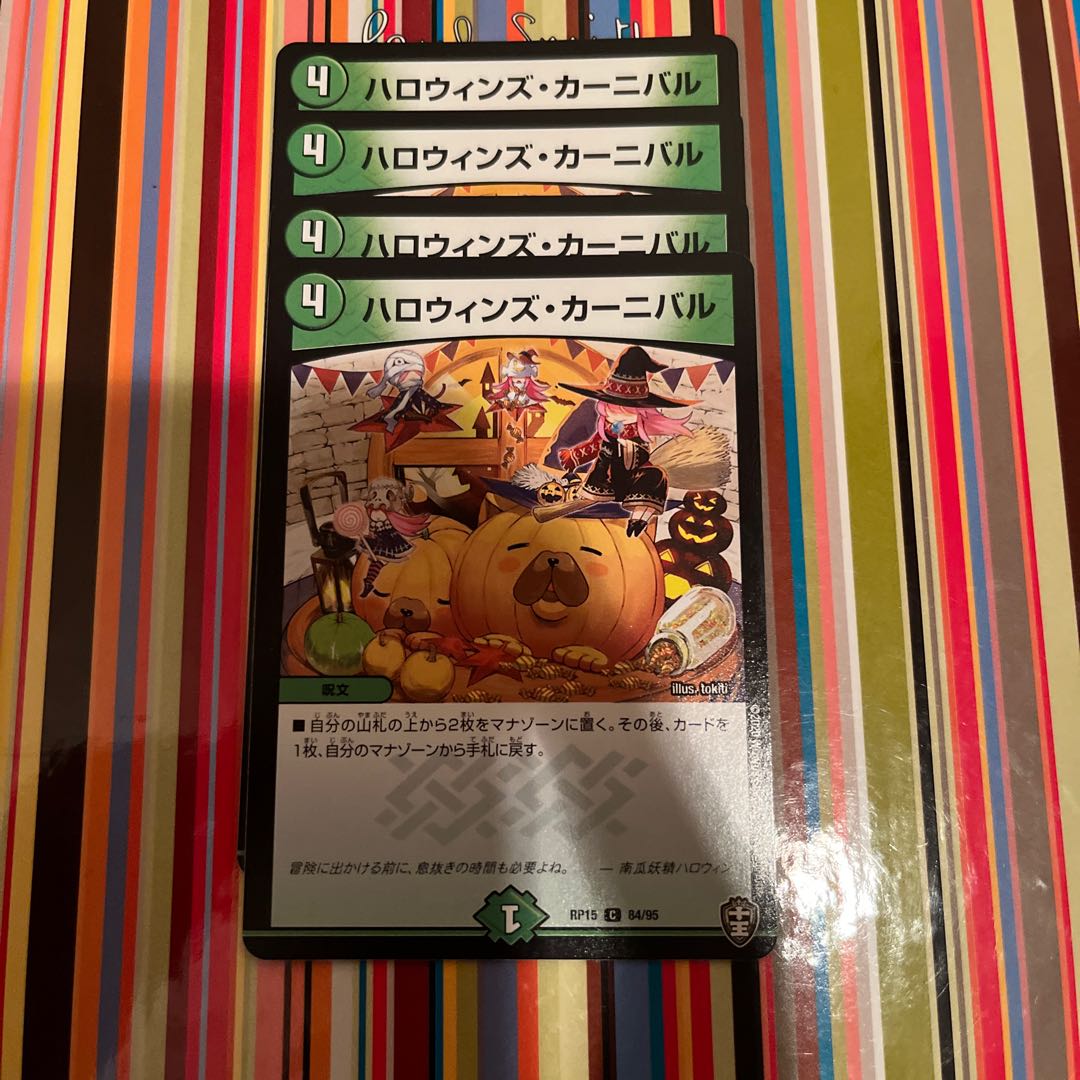 Paul Smith
4 ハロウィンズ・カーニバル
4 ハロウィンズ・カーニバル
4 ハロウィンズ・カーニバル
4 ハロウィンズ・カーニバル
illus. tokiti
呪文
■自分の山札の上から2枚をマナゾーンに置く。その後、カードを
1枚、自分のマナゾーンから手札に戻す。
冒険に出かける前に、息抜きの時間も必要よね。 ― 南瓜妖精ハロウィン
1
RP15 C 84/95